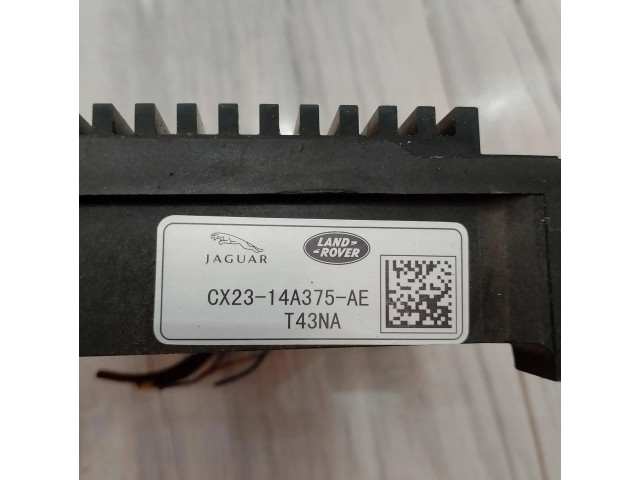 JAGUAR
LAND-
-ROVER
CX23-14A375-AE
T43NA